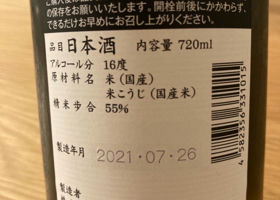 の保存をお願いいたします。開栓前後にかかわらず、
できるだけお早めにお召し上がりください。
品目 日本酒 内容量 720ml
アルコール分 16度
原材料名 米(国産)
米こうじ(国産米)
精米歩合 55%
製造年月 2021・07・26
製造者
4 582356 331015